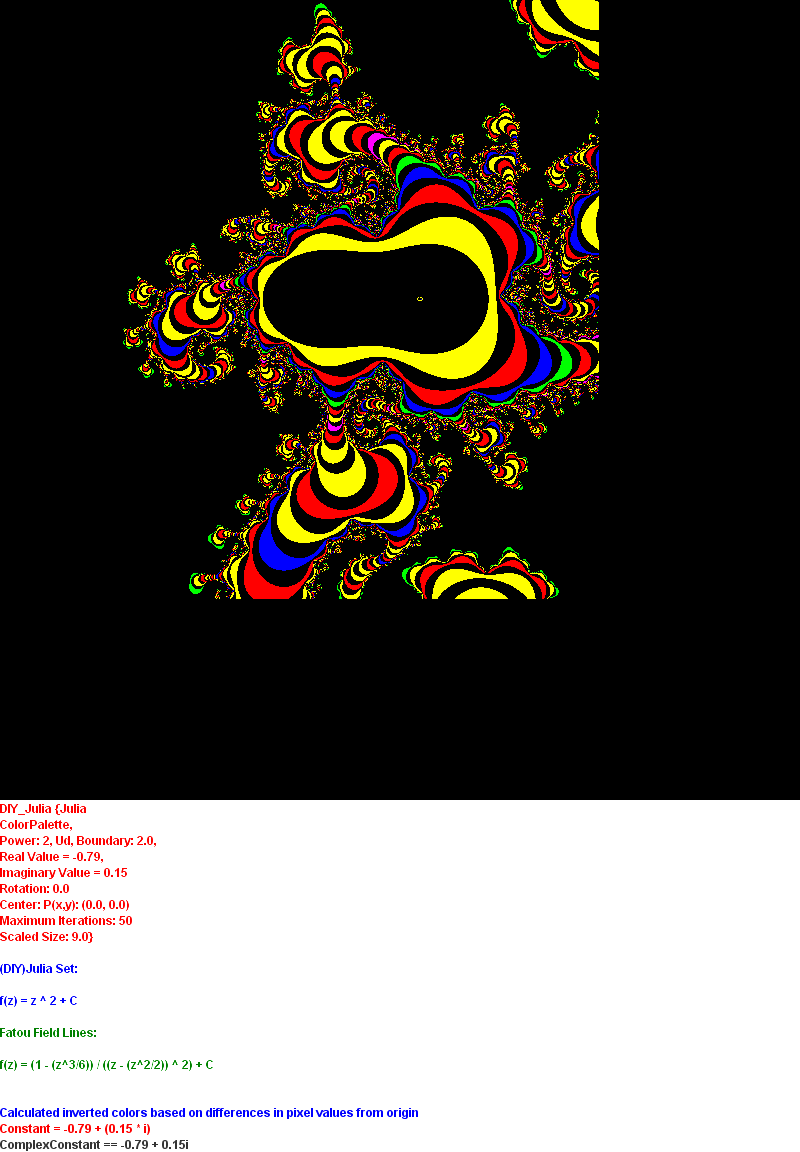 DIY_Julia {Julia
ColorPalette,
Power: 2, Ud, Boundary: 2.0,
Real Value = -0.79,
Imaginary Value = 0.15
Rotation: 0.0
Center: P(x,y): (0.0, 0.0)
Maximum Iterations: 50
Scaled Size: 9.0}
(DIY)Julia Set:
f(z) = z ^ 2 + C
Fatou Field Lines:
f(z) = (1 - (z^3/6)) / ((z - (z^2/2)) ^ 2) + C
Calculated inverted colors based on differences in pixel values from origin
Constant = -0.79 + (0.15 * i)
ComplexConstant == -0.79 + 0.15i